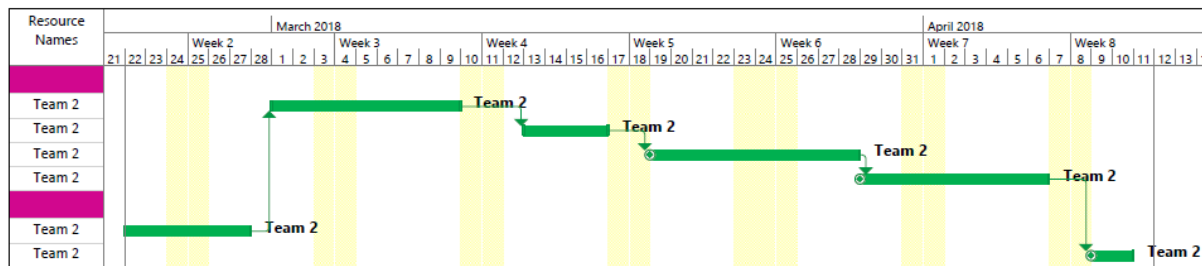 Resource
Names
March 2018
April 2018
Week 2
Week 3
Week 4
Week 5
Week 6
Week 7
Week 8
21 22 23 24 25 26 27 28 1 2 3 4 5 6 7 8 9 10 11 12 13 14 15 16 17 18 19 20 21 22 23 24 25 26 27 28 29 30 31 1 2 3 4 5 6 7 8 9 10 11 12 13
Team 2 Team 2
Team 2 Team 2
Team 2 Team 2
Team 2 Team 2
Team 2 Team 2
Team 2 Team 2